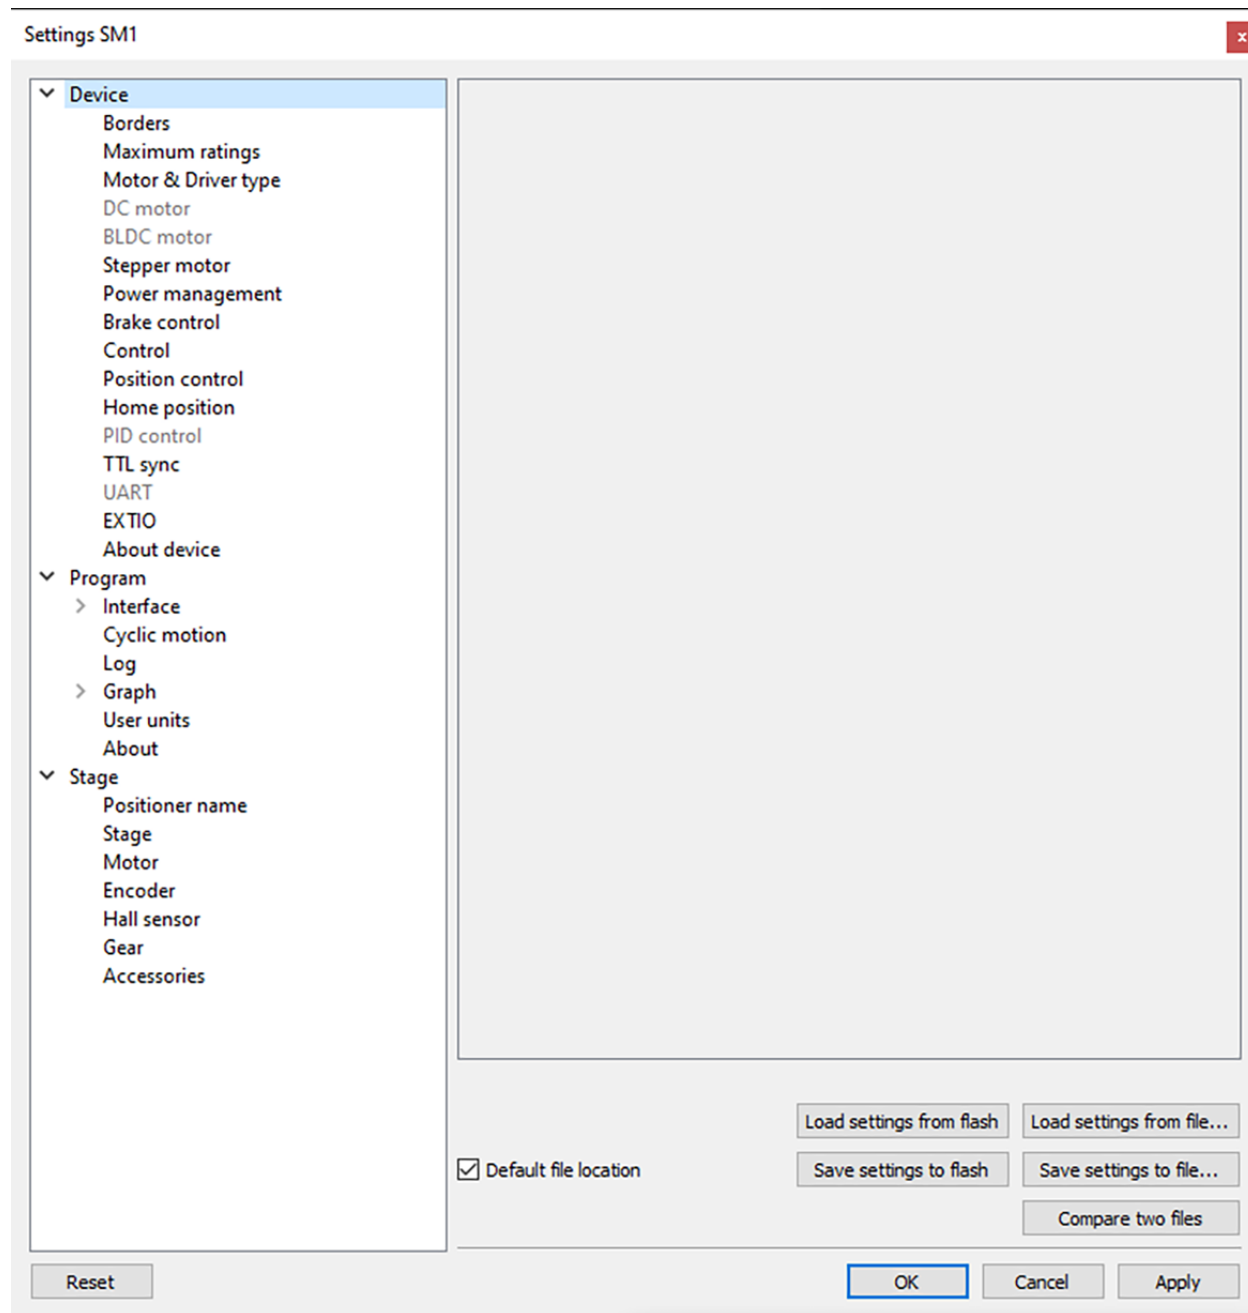 Settings SM1
Device
Borders
Maximum ratings
Motor & Driver type
DC motor
BLDC motor
Stepper motor
Power management
Brake control
Control
Position control
Home position
PID control
TTL sync
UART
EXTIO
About device
Program
Interface
Cyclic motion
Log
Graph
User units
About
Stage
Positioner name
Stage
Motor
Encoder
Hall sensor
Gear
Accessories
Load settings from flash
Load settings from file...
Default file location
Save settings to flash
Save settings to file...
Compare two files
Reset
OK
Cancel
Apply